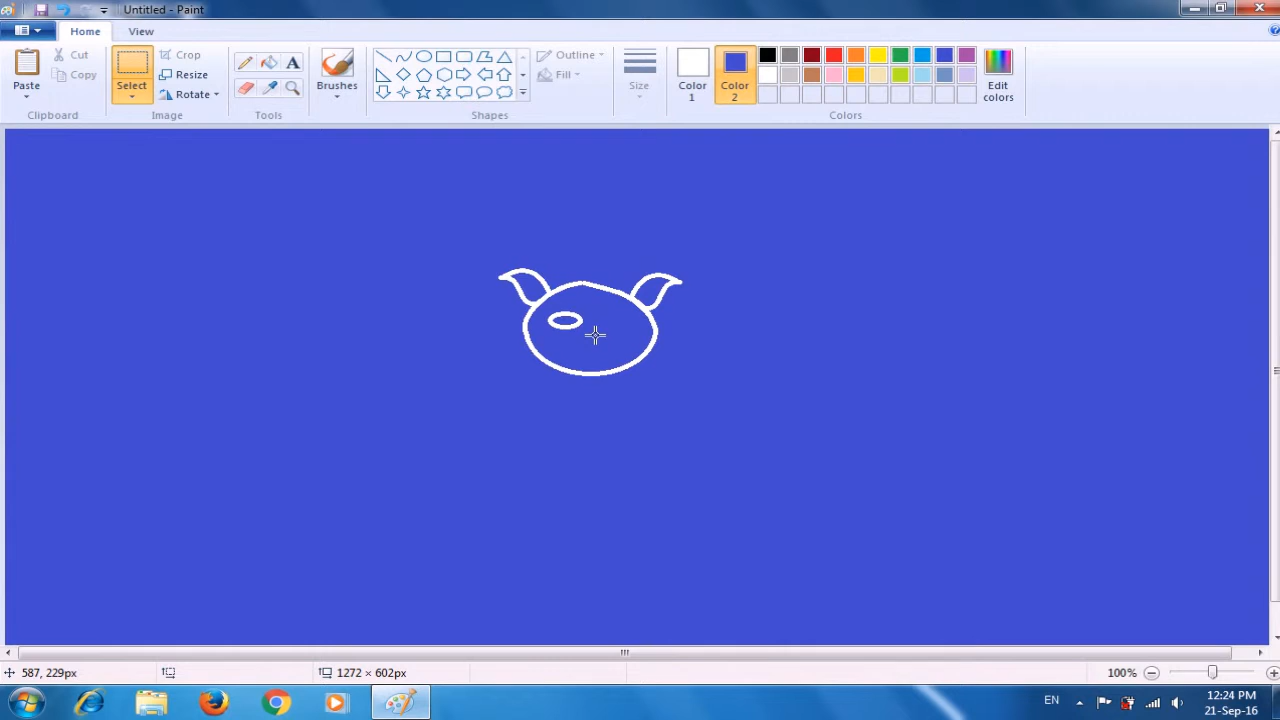 Untitled - Paint
Home
View
Paste
Cut
Copy
Clipboard
Select
Crop
Resize
Rotate
Image
A
Tools
Brushes
Outline
Fill
Shapes
Size
Color 1
Color 2
Edit colors
Colors
587, 229px
1272 × 602px
100%
EN
12:24 PM
21-Sep-16